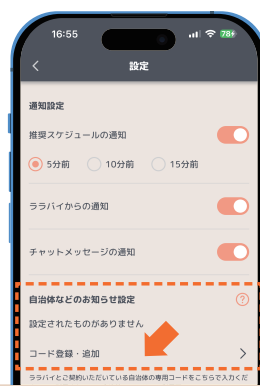 16:55
78
設定
通知設定
推奨スケジュールの通知
5分前 10分前 15分前
ララバイからの通知
チャットメッセージの通知
自治体などのお知らせ設定 ?
設定されたものがありません
コード登録・追加
ララバイとご契約いただいている自治体の専用コードをこちらで入力くだ